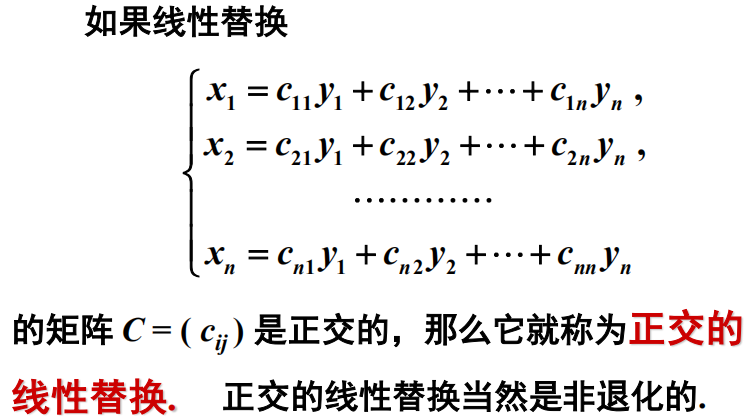 如果线性替换
x₁ = c₁₁y₁ + c₁₂y₂ + ⋯ + c₁ₙyₙ ,
x₂ = c₂₁y₁ + c₂₂y₂ + ⋯ + c₂ₙyₙ ,
…………
xₙ = cₙ₁y₁ + cₙ₂y₂ + ⋯ + cₙₙyₙ
的矩阵 C = ( cᵢⱼ ) 是正交的，那么它就称为正交的
线性替换. 正交的线性替换当然是非退化的.